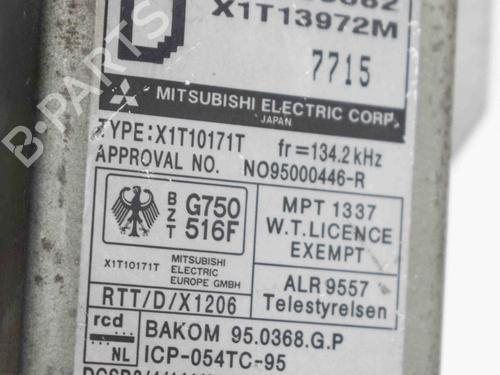 X1T13972M
D
7715
MITSUBISHI ELECTRIC CORP.
JAPAN
TYPE:X1T10171T fr=134.2kHz
APPROVAL NO. NO95000446-R
BZT G750 516F
MPT 1337
W.T.LICENCE
EXEMPT
X1T10171T MITSUBISHI
ELECTRIC
EUROPE GMBH
ALR 9557
Telestyrelsen
RTT/D/X1206
rcd
NL
BAKOM 95.0368.G.P
ICP-054TC-95
B-PARTS